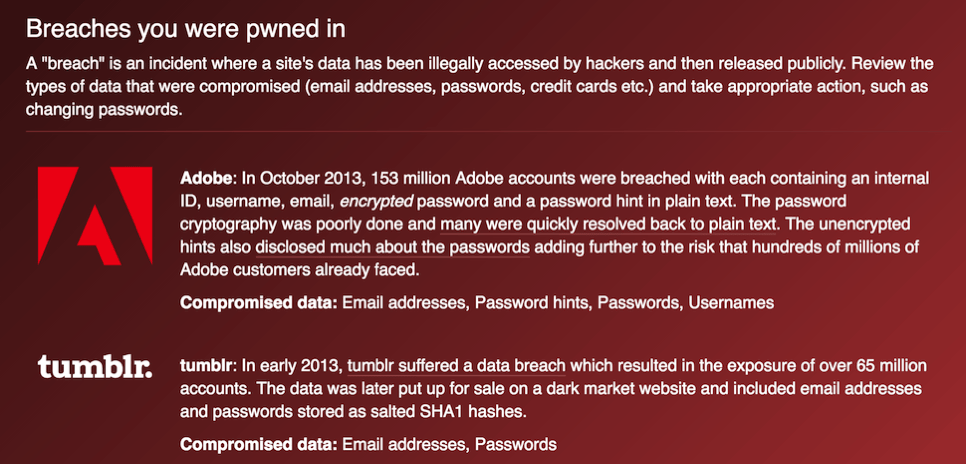 Breaches you were pwned in
A "breach" is an incident where a site's data has been illegally accessed by hackers and then released publicly. Review the
types of data that were compromised (email addresses, passwords, credit cards etc.) and take appropriate action, such as
changing passwords.
Adobe: In October 2013, 153 million Adobe accounts were breached with each containing an internal
ID, username, email, encrypted password and a password hint in plain text. The password
cryptography was poorly done and many were quickly resolved back to plain text. The unencrypted
hints also disclosed much about the passwords adding further to the risk that hundreds of millions of
Adobe customers already faced.
Compromised data: Email addresses, Password hints, Passwords, Usernames
tumblr.
tumblr: In early 2013, tumblr suffered a data breach which resulted in the exposure of over 65 million
accounts. The data was later put up for sale on a dark market website and included email addresses
and passwords stored as salted SHA1 hashes.
Compromised data: Email addresses, Passwords